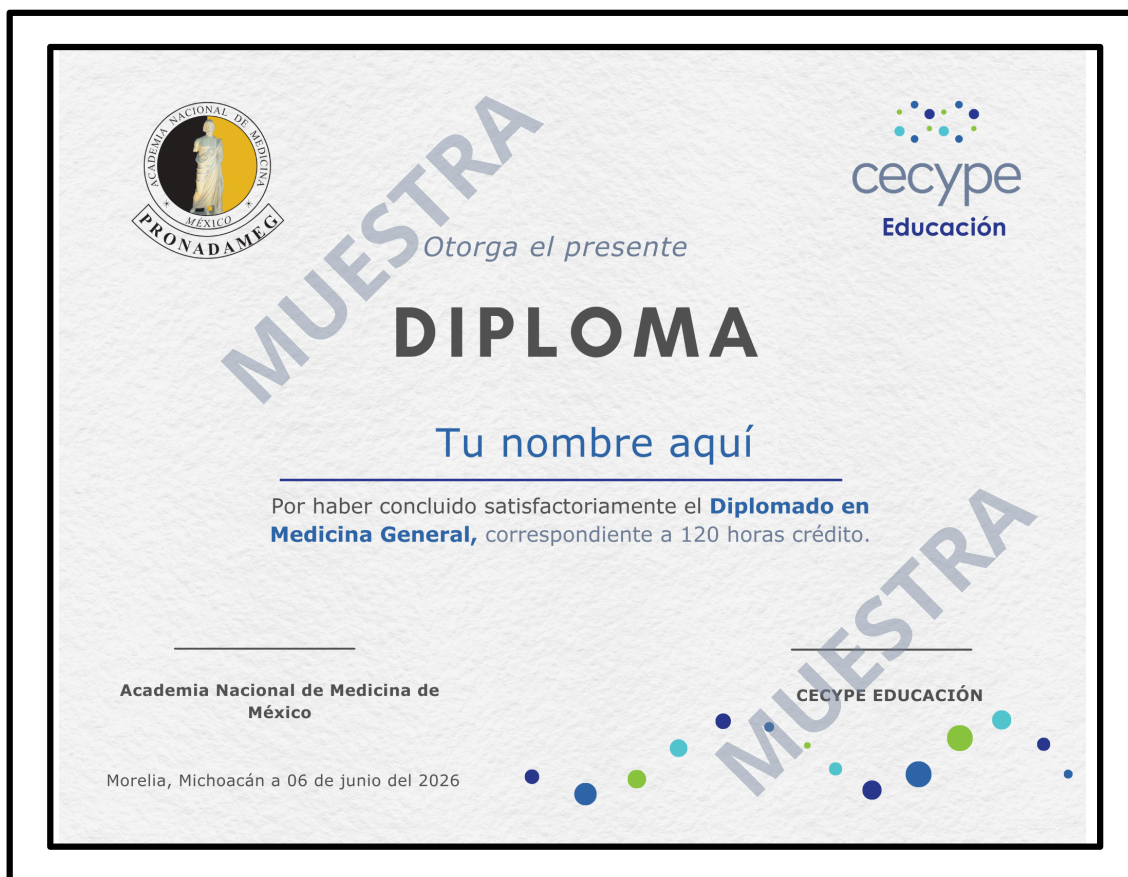 ACADEMIA NACIONAL DE MEDICINA
MÉXICO
PRONADAMEG
cecype
Educación
MUESTRA
Otorga el presente
DIPLOMA
Tu nombre aquí
Por haber concluido satisfactoriamente el Diplomado en
Medicina General, correspondiente a 120 horas crédito.
MUESTRA
Academia Nacional de Medicina de
México
CECYPE EDUCACIÓN
Morelia, Michoacán a 06 de junio del 2026